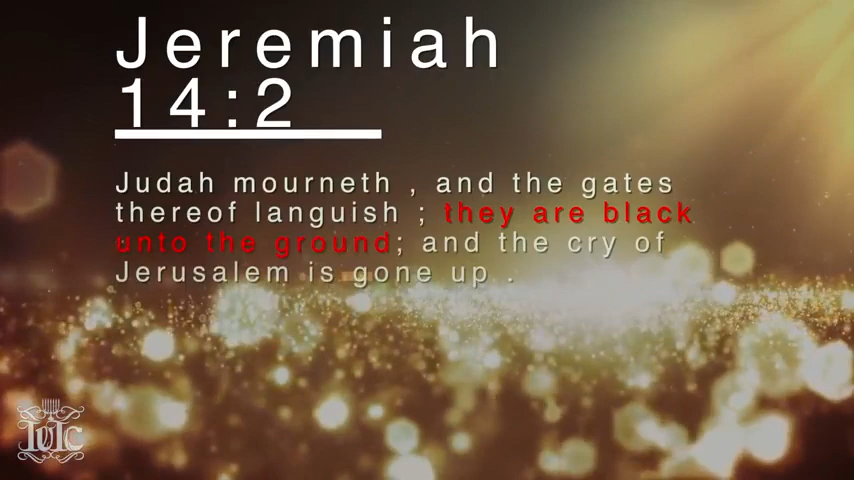 Jeremiah
14:2
Judah mourneth , and the gates
thereof languish ; they are black
unto the ground; and the cry of
Jerusalem is gone up .
IUIC